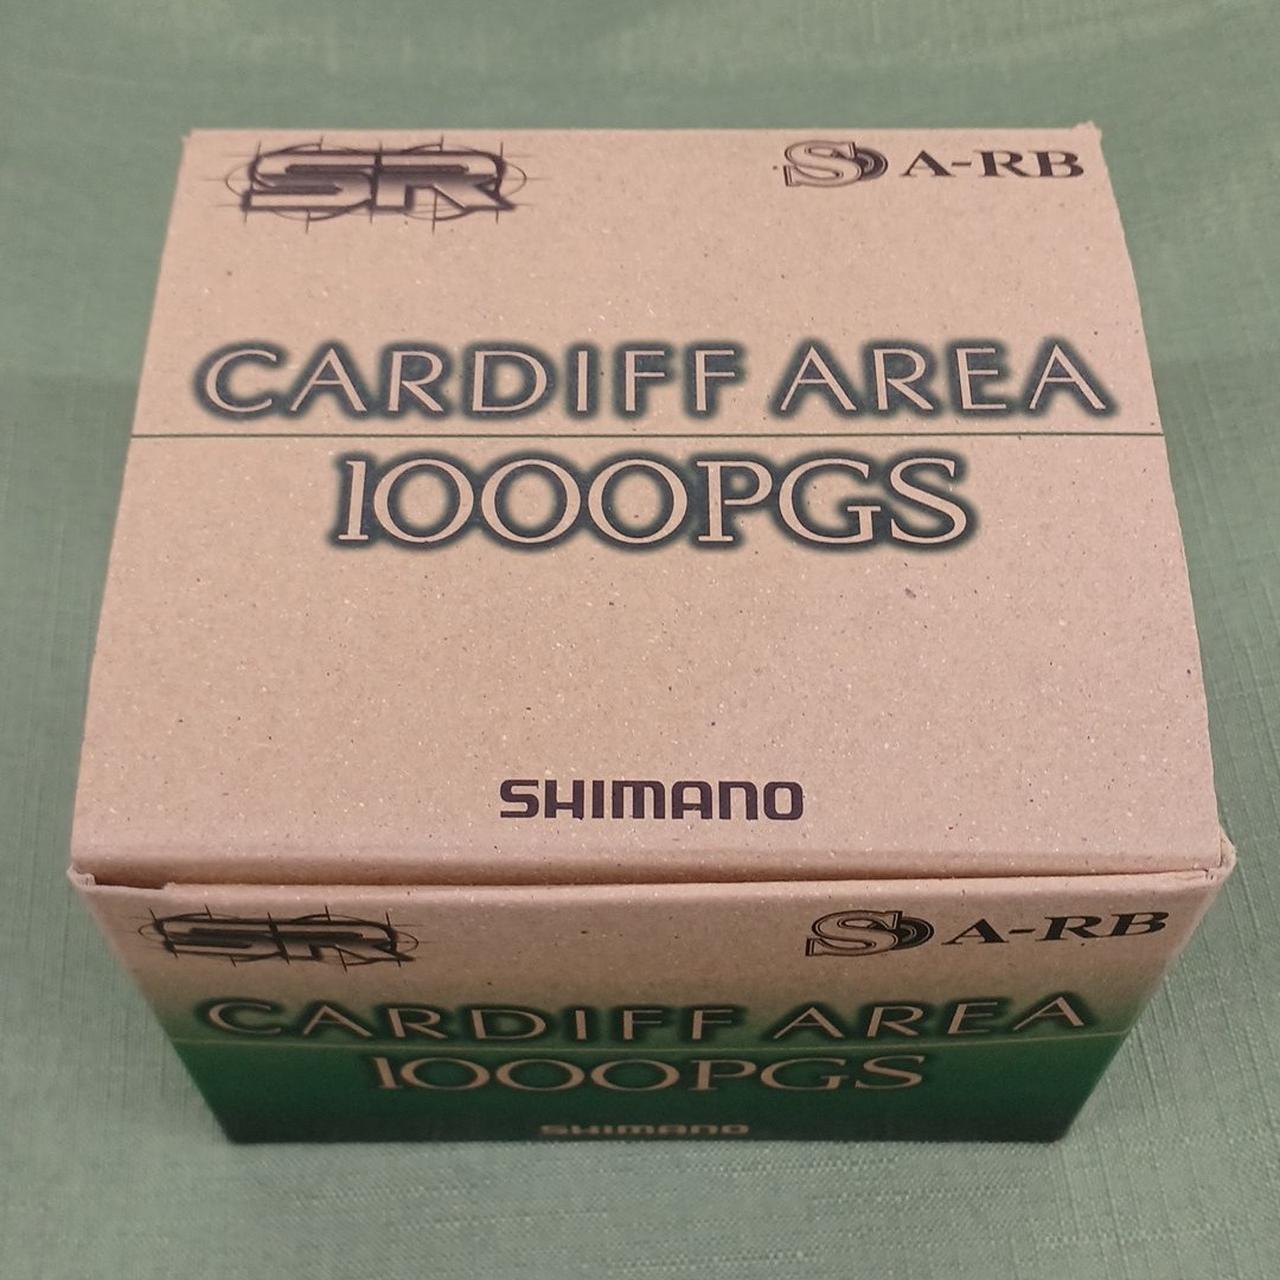 SR S A-RB
CARDIFF AREA
1000PGS
SHIMANO
SR S A-RB
CARDIFF AREA
1000PGS
SHIMANO